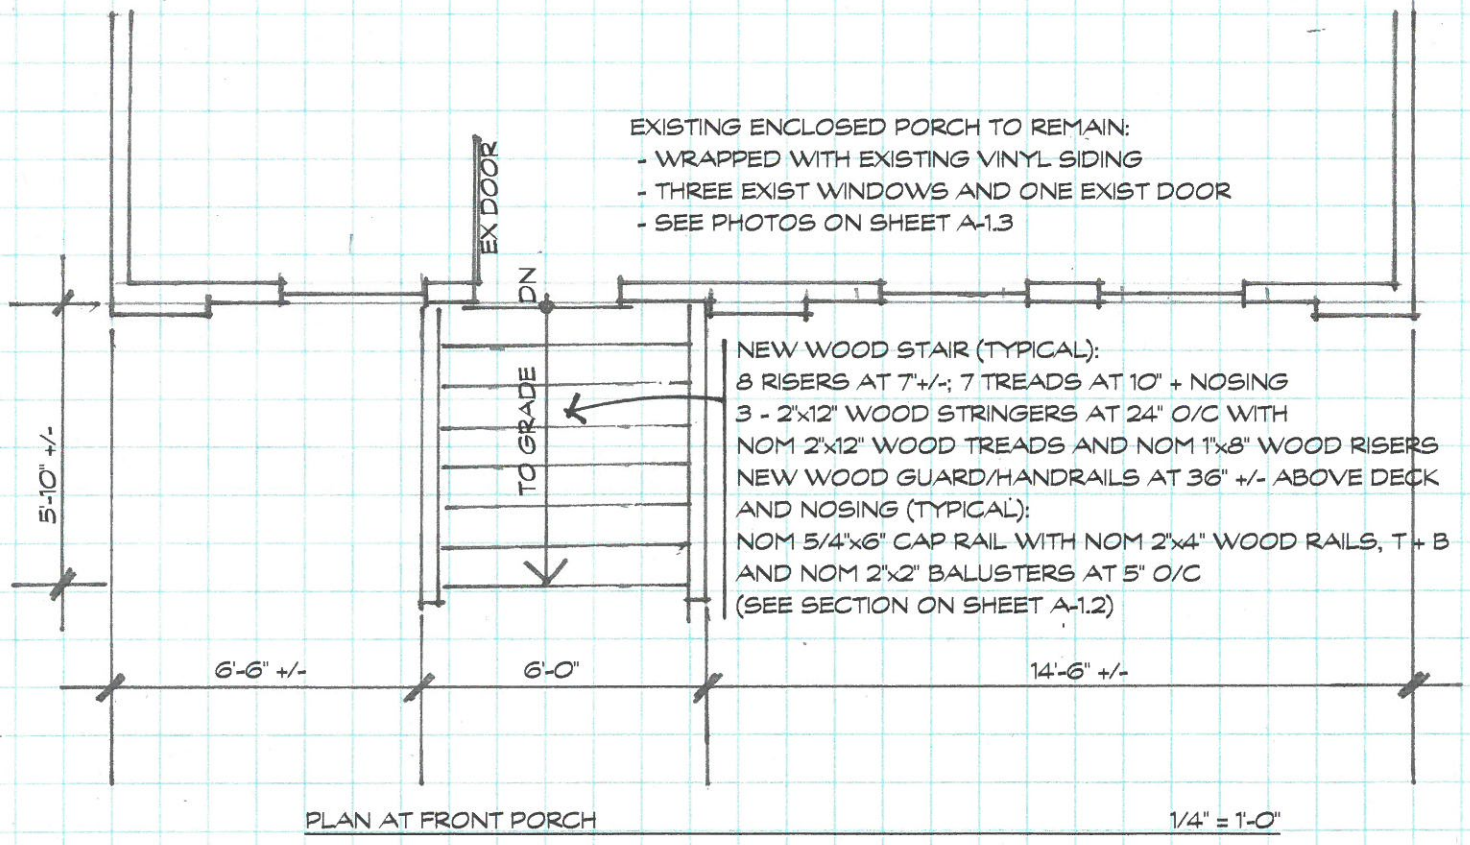 EXISTING ENCLOSED PORCH TO REMAIN:
- WRAPPED WITH EXISTING VINYL SIDING
- THREE EXIST WINDOWS AND ONE EXIST DOOR
- SEE PHOTOS ON SHEET A-1.3
EX DOOR
DN
TO GRADE
NEW WOOD STAIR (TYPICAL):
8 RISERS AT 7"+/-; 7 TREADS AT 10" + NOSING
3 - 2"x12" WOOD STRINGERS AT 24" O/C WITH
NOM 2"x12" WOOD TREADS AND NOM 1"x8" WOOD RISERS
NEW WOOD GUARD/HANDRAILS AT 36" +/- ABOVE DECK
AND NOSING (TYPICAL):
NOM 5/4"x6" CAP RAIL WITH NOM 2"x4" WOOD RAILS, T + B
AND NOM 2"x2" BALUSTERS AT 5" O/C
(SEE SECTION ON SHEET A-1.2)
5'-10" +/-
6'-6" +/-
6'-0"
14'-6" +/-
PLAN AT FRONT PORCH
1/4" = 1'-0"